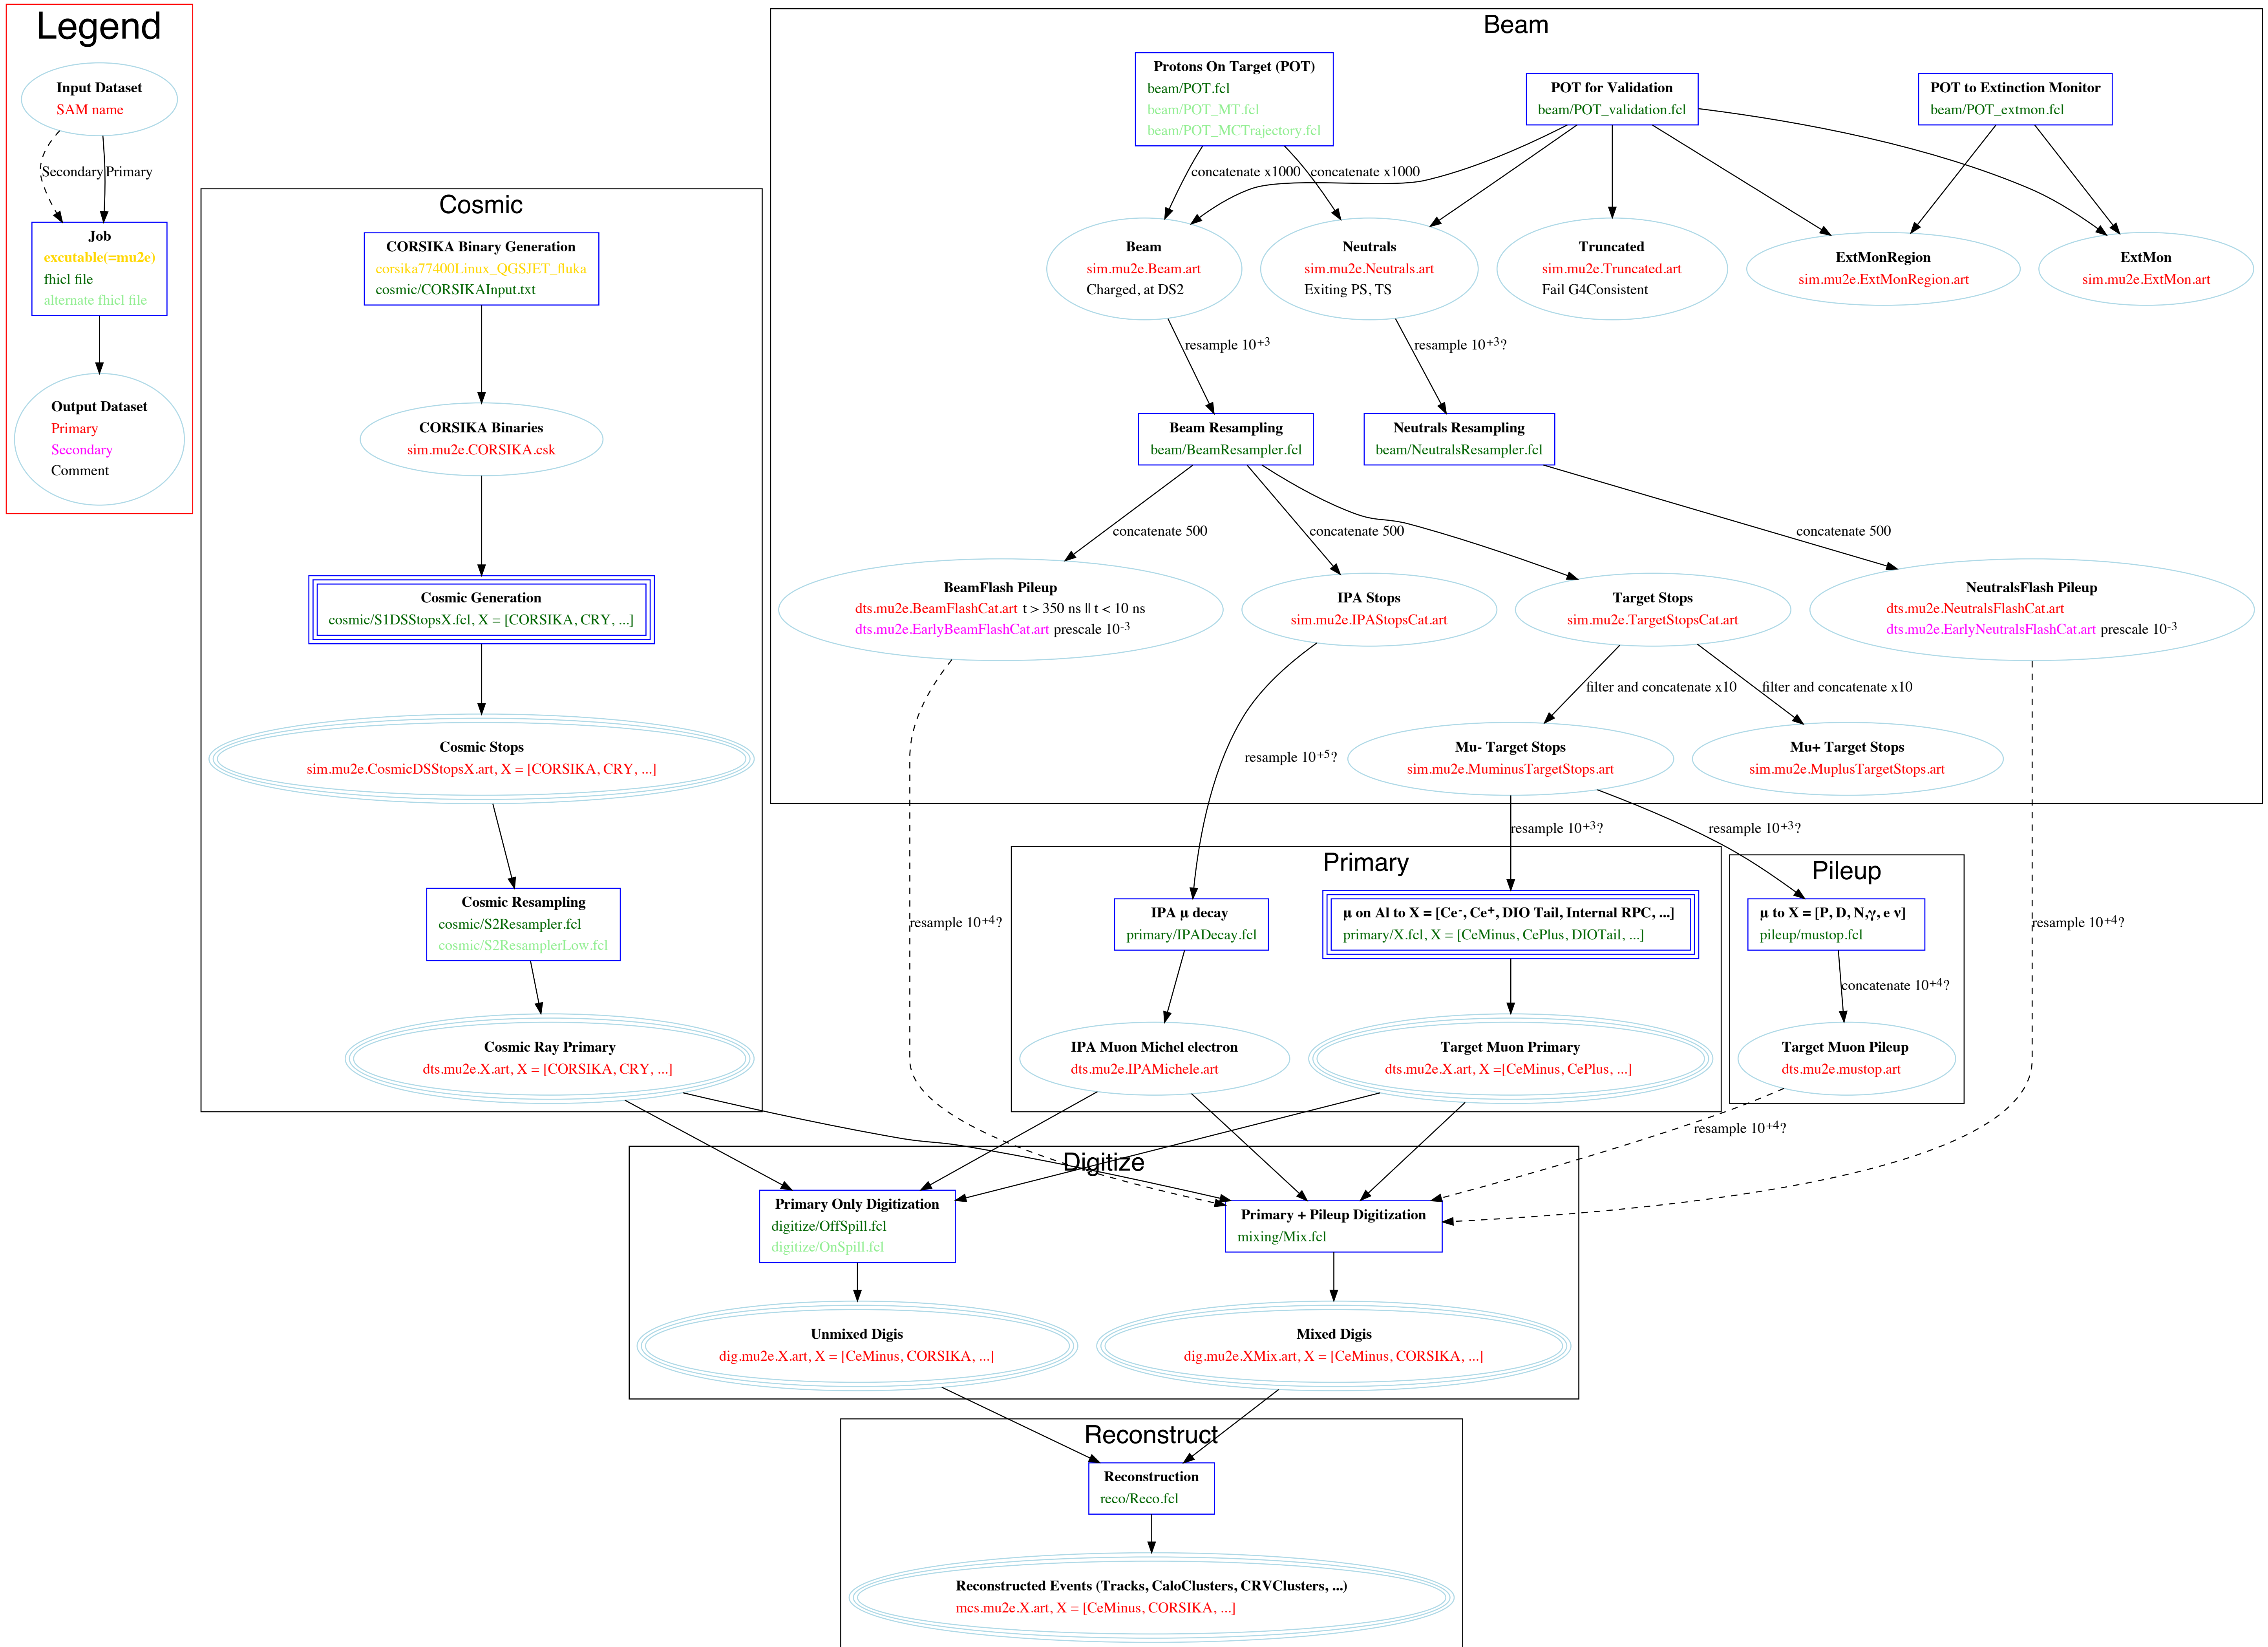 Legend
Input Dataset
SAM name
Secondary
Primary
Job
excutable(=mu2e)
fhicl file
alternate fhicl file
Output Dataset
Primary
Secondary
Comment
Cosmic
CORSIKA Binary Generation
corsika77400Linux_QGSJET_fluka
cosmic/CORSIKAInput.txt
CORSIKA Binaries
sim.mu2e.CORSIKA.csk
Cosmic Generation
cosmic/S1DSStopsX.fcl, X = [CORSIKA, CRY, ...]
Cosmic Stops
sim.mu2e.CosmicDSStopsX.art, X = [CORSIKA, CRY, ...]
Cosmic Resampling
cosmic/S2Resampler.fcl
cosmic/S2ResamplerLow.fcl
Cosmic Ray Primary
dts.mu2e.X.art, X = [CORSIKA, CRY, ...]
Beam
Protons On Target (POT)
beam/POT.fcl
beam/POT_MT.fcl
beam/POT_MCTrajectory.fcl
POT for Validation
beam/POT_validation.fcl
POT to Extinction Monitor
beam/POT_extmon.fcl
concatenate x1000
concatenate x1000
Beam
sim.mu2e.Beam.art
Charged, at DS2
Neutrals
sim.mu2e.Neutrals.art
Exiting PS, TS
Truncated
sim.mu2e.Truncated.art
Fail G4Consistent
ExtMonRegion
sim.mu2e.ExtMonRegion.art
ExtMon
sim.mu2e.ExtMon.art
resample 10+3
resample 10+3?
Beam Resampling
beam/BeamResampler.fcl
Neutrals Resampling
beam/NeutralsResampler.fcl
concatenate 500
concatenate 500
concatenate 500
BeamFlash Pileup
dts.mu2e.BeamFlashCat.art t > 350 ns || t < 10 ns
dts.mu2e.EarlyBeamFlashCat.art prescale 10-3
IPA Stops
sim.mu2e.IPAStopsCat.art
Target Stops
sim.mu2e.TargetStopsCat.art
NeutralsFlash Pileup
dts.mu2e.NeutralsFlashCat.art
dts.mu2e.EarlyNeutralsFlashCat.art prescale 10-3
filter and concatenate x10
filter and concatenate x10
Mu- Target Stops
sim.mu2e.MuminusTargetStops.art
Mu+ Target Stops
sim.mu2e.MuplusTargetStops.art
resample 10+5?
resample 10+3?
resample 10+3?
resample 10+4?
resample 10+4?
Primary
IPA μ decay
primary/IPADecay.fcl
μ on Al to X = [Ce-, Ce+, DIO Tail, Internal RPC, ...]
primary/X.fcl, X = [CeMinus, CePlus, DIOTail, ...]
IPA Muon Michel electron
dts.mu2e.IPAMichele.art
Target Muon Primary
dts.mu2e.X.art, X =[CeMinus, CePlus, ...]
Pileup
μ to X = [P, D, N,γ, e ν]
pileup/mustop.fcl
concatenate 10+4?
Target Muon Pileup
dts.mu2e.mustop.art
resample 10+4?
Digitize
Primary Only Digitization
digitize/OffSpill.fcl
digitize/OnSpill.fcl
Primary + Pileup Digitization
mixing/Mix.fcl
Unmixed Digis
dig.mu2e.X.art, X = [CeMinus, CORSIKA, ...]
Mixed Digis
dig.mu2e.XMix.art, X = [CeMinus, CORSIKA, ...]
Reconstruct
Reconstruction
reco/Reco.fcl
Reconstructed Events (Tracks, CaloClusters, CRVClusters, ...)
mcs.mu2e.X.art, X = [CeMinus, CORSIKA, ...]